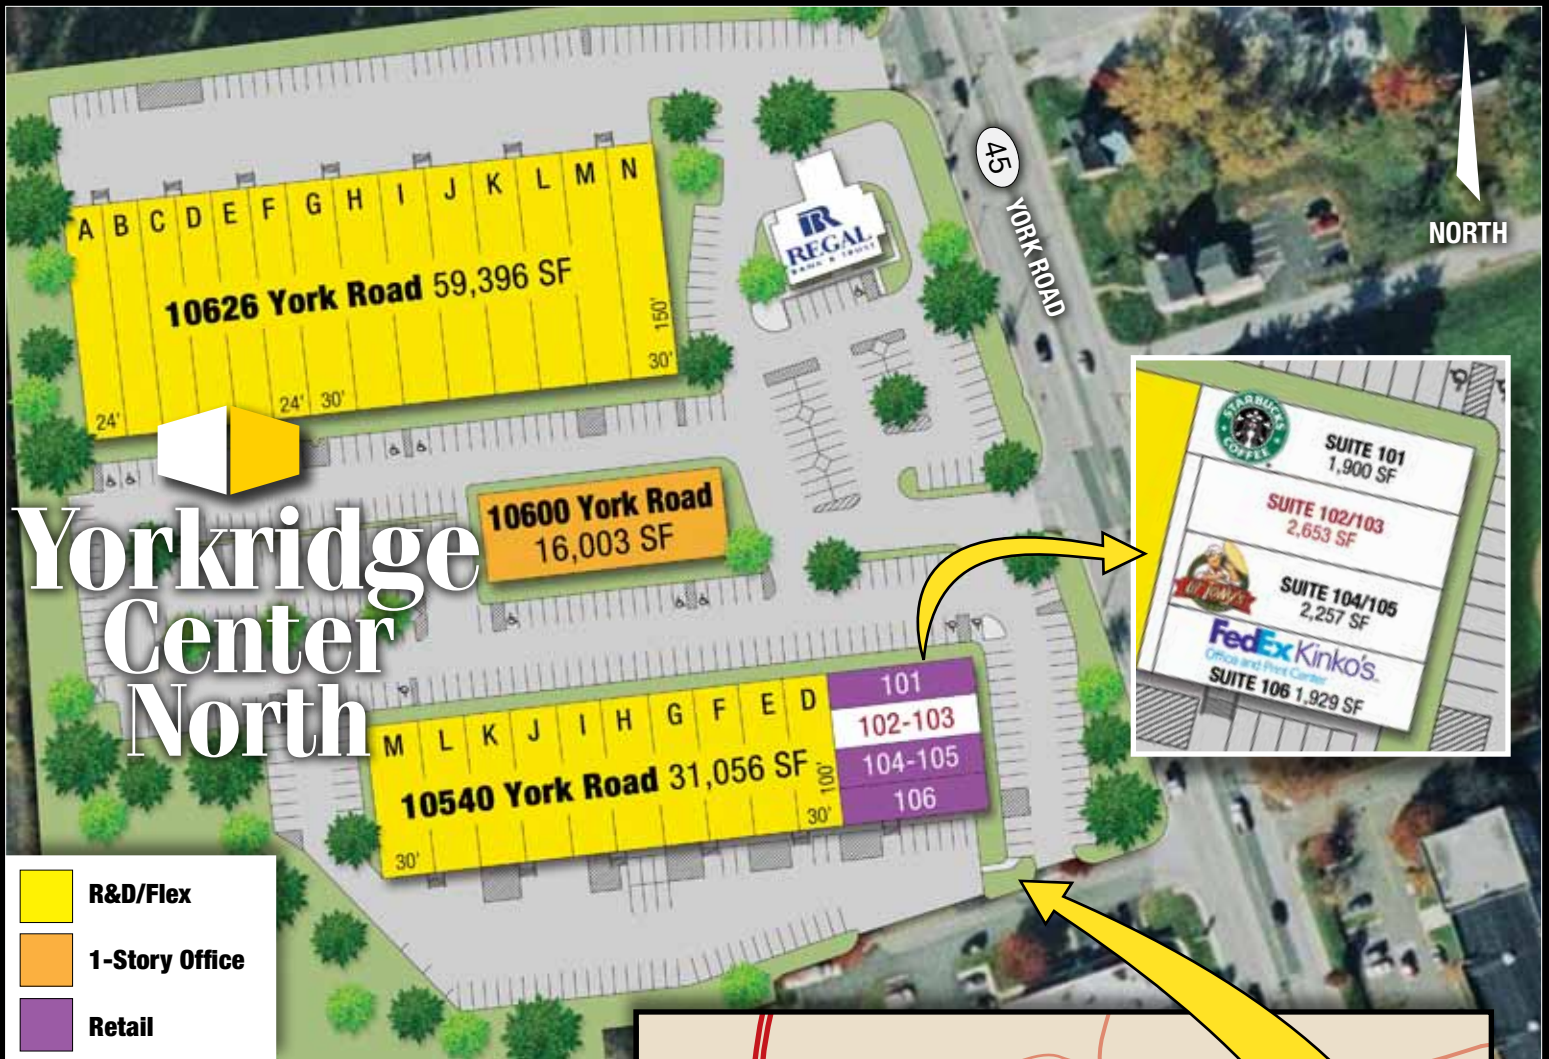 A B C D E F G H I J K L M N
10626 York Road 59,396 SF
150'
30'
24'
24' 30'
R
REGAL
BANK & TRUST
45
YORK ROAD
NORTH
Yorkridge
Center
North
10600 York Road
16,003 SF
STARBUCKS
COFFEE
SUITE 101
1,900 SF
SUITE 102/103
2,653 SF
SUITE 104/105
2,257 SF
FedEx Kinko's
Office and Print Center
SUITE 106 1,929 SF
M L K J I H G F E D
10540 York Road 31,056 SF
100'
30'
30'
101
102-103
104-105
106
R&D/Flex
1-Story Office
Retail